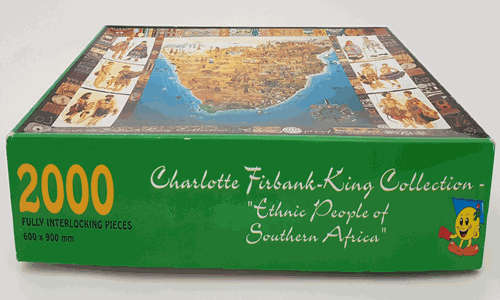 2000
FULLY INTERLOCKING PIECES
600 x 900 mm
Charlotte Firbank-King Collection -
"Ethnic People of
Southern Africa"